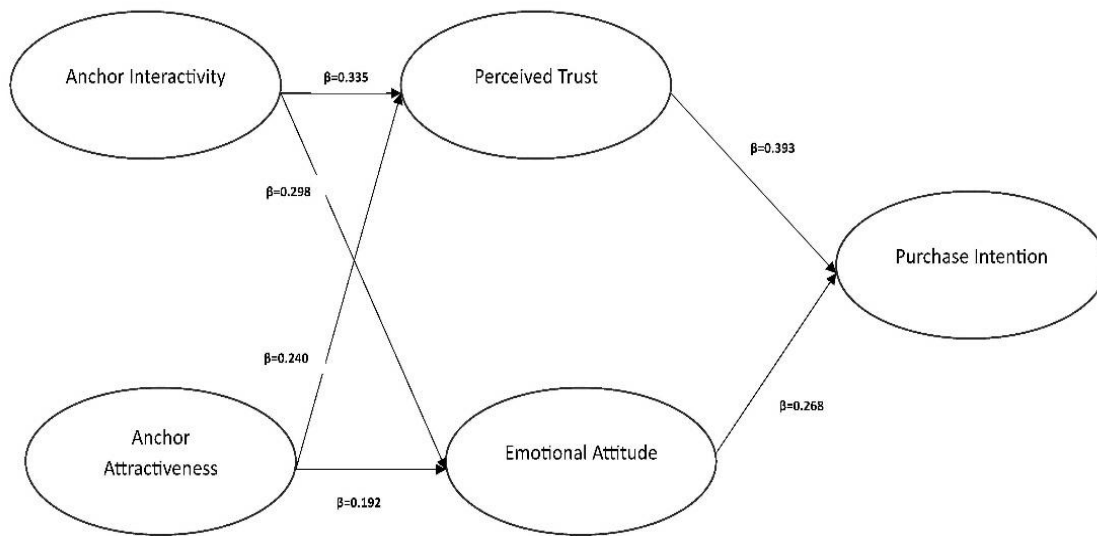 Anchor Interactivity
β=0.335
Perceived Trust
β=0.393
β=0.298
Purchase Intention
β=0.240
β=0.268
Anchor
Attractiveness
Emotional Attitude
β=0.192